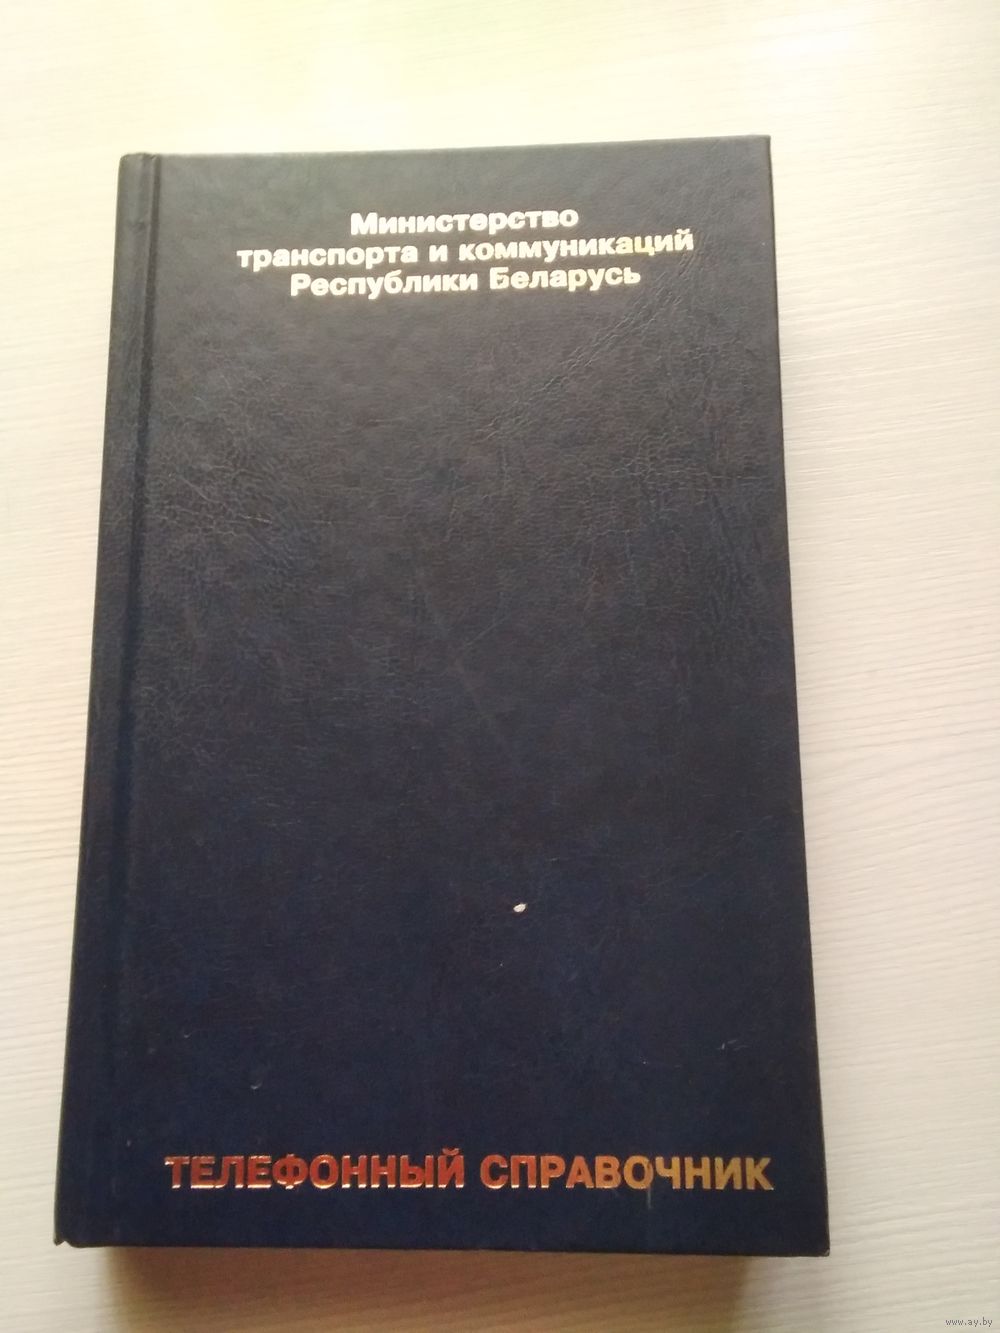 Министерство
транспорта и коммуникаций
Республики Беларусь
ТЕЛЕФОННЫЙ СПРАВОЧНИК
www.ay.by